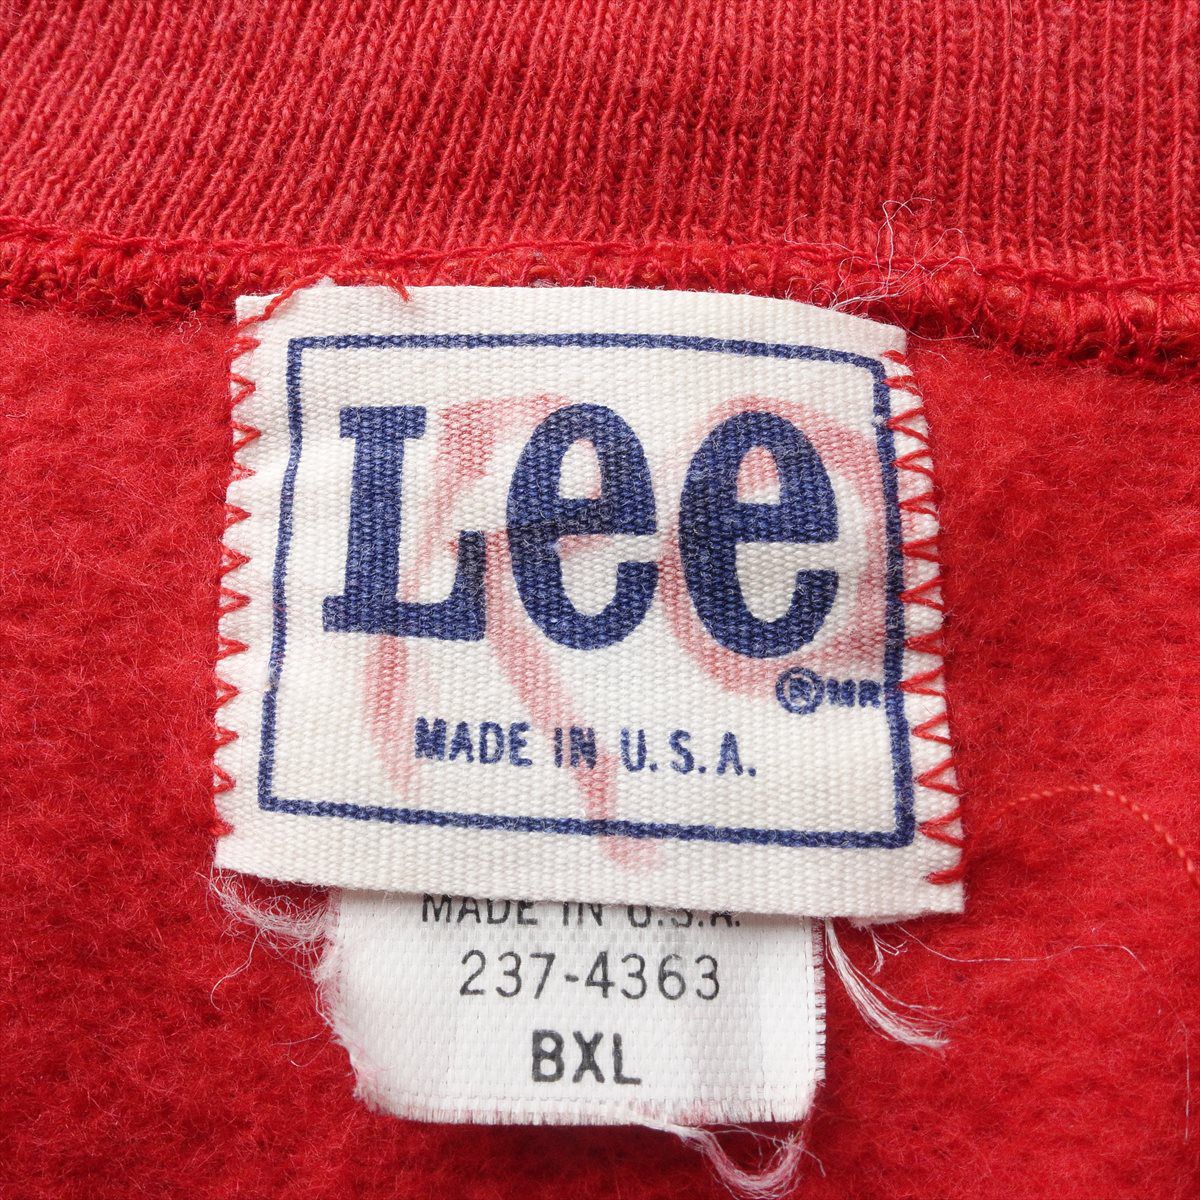 Lee
® MR
MADE IN U.S.A.
MADE IN U.S.A.
237-4363
BXL